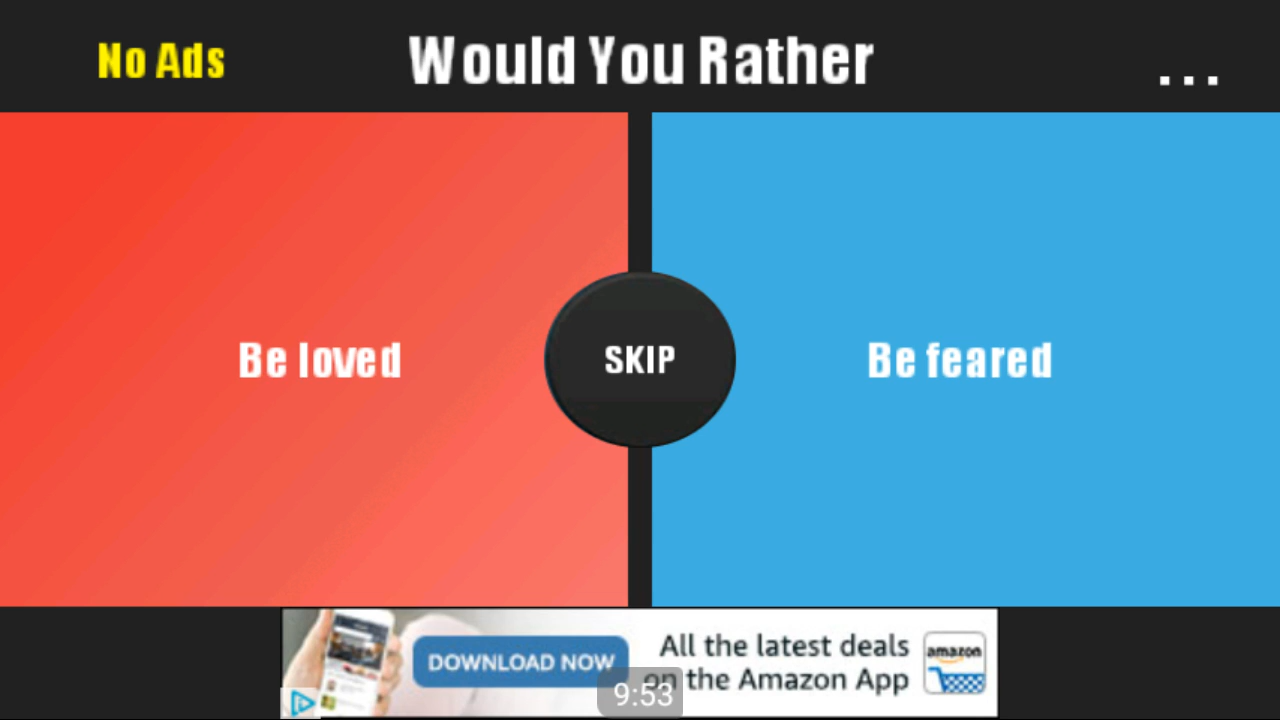 No Ads
Would You Rather
...
Be loved
SKIP
Be feared
DOWNLOAD NOW
All the latest deals
on the Amazon App
amazon
9:53